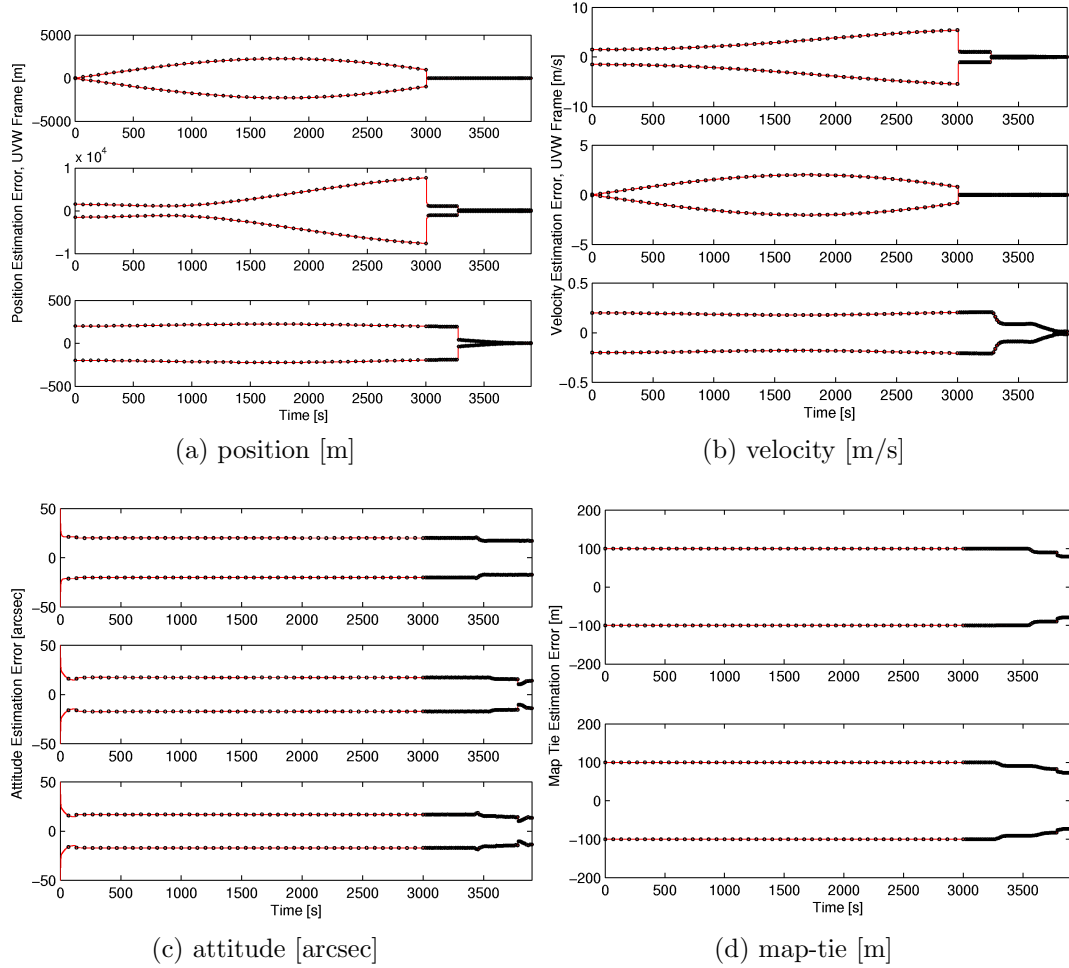 Position Estimation Error, UVW Frame [m]
5000
0
−5000
0 500 1000 1500 2000 2500 3000 3500
x 10⁴
1
0
−1
0 500 1000 1500 2000 2500 3000 3500
500
0
−500
0 500 1000 1500 2000 2500 3000 3500
Time [s]
(a) position [m]
Velocity Estimation Error, UVW Frame [m/s]
10
0
−10
0 500 1000 1500 2000 2500 3000 3500
5
0
−5
0 500 1000 1500 2000 2500 3000 3500
0.5
0
−0.5
0 500 1000 1500 2000 2500 3000 3500
Time [s]
(b) velocity [m/s]
Attitude Estimation Error [arcsec]
50
0
−50
0 500 1000 1500 2000 2500 3000 3500
50
0
−50
0 500 1000 1500 2000 2500 3000 3500
50
0
−50
0 500 1000 1500 2000 2500 3000 3500
Time [s]
(c) attitude [arcsec]
Map Tie Estimation Error [m]
200
100
0
−100
−200
0 500 1000 1500 2000 2500 3000 3500
200
100
0
−100
−200
0 500 1000 1500 2000 2500 3000 3500
Time [s]
(d) map-tie [m]